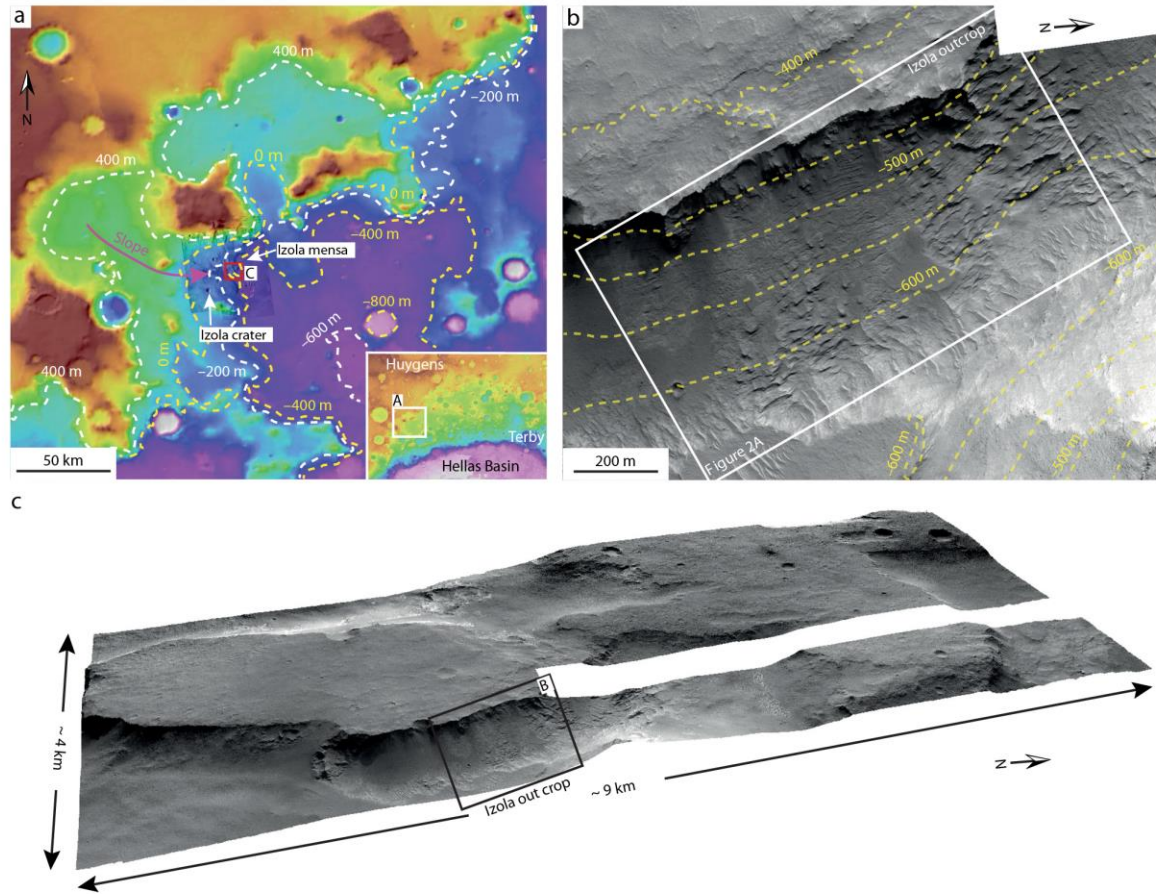 a
N
400 m
–200 m
400 m
0 m
0 m
–400 m
Slope
Izola mensa
C
Izola crater
–800 m
–600 m
0 m
400 m
–200 m
–400 m
50 km
Huygens
A
Terby
Hellas Basin
b
N
–400 m
Izola outcrop
–500 m
–600 m
–600 m
Figure 2A
–600 m
–500 m
200 m
c
B
~ 4 km
Izola out crop
~ 9 km
N